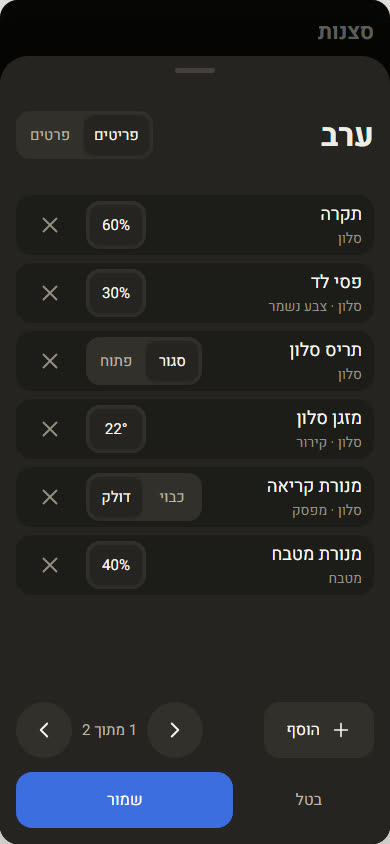 סצנות
ערב
פריטים
פרטים
תקרה
סלון
60%
פסי לד
סלון · צבע נשמר
30%
תריס סלון
סלון
סגור
פתוח
מזגן סלון
סלון · קירור
22°
מנורת קריאה
סלון · מפסק
כבוי
דולק
מנורת מטבח
מטבח
40%
הוסף
1 מתוך 2
בטל
שמור